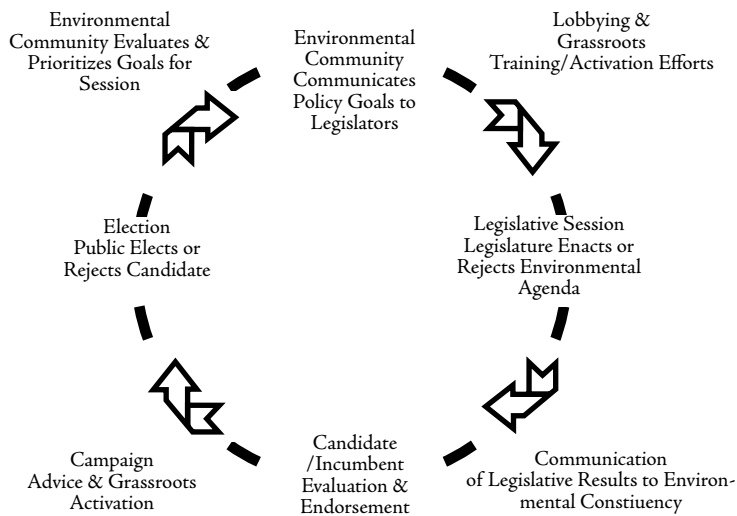 Environmental
Community Evaluates &
Prioritizes Goals for
Session
Environmental
Community
Communicates
Policy Goals to
Legislators
Lobbying &
Grassroots
Training/Activation Efforts
Legislative Session
Legislature Enacts or
Rejects Environmental
Agenda
Communication
of Legislative Results to Environ-
mental Constiuency
Candidate
/Incumbent
Evaluation &
Endorsement
Campaign
Advice & Grassroots
Activation
Election
Public Elects or
Rejects Candidate